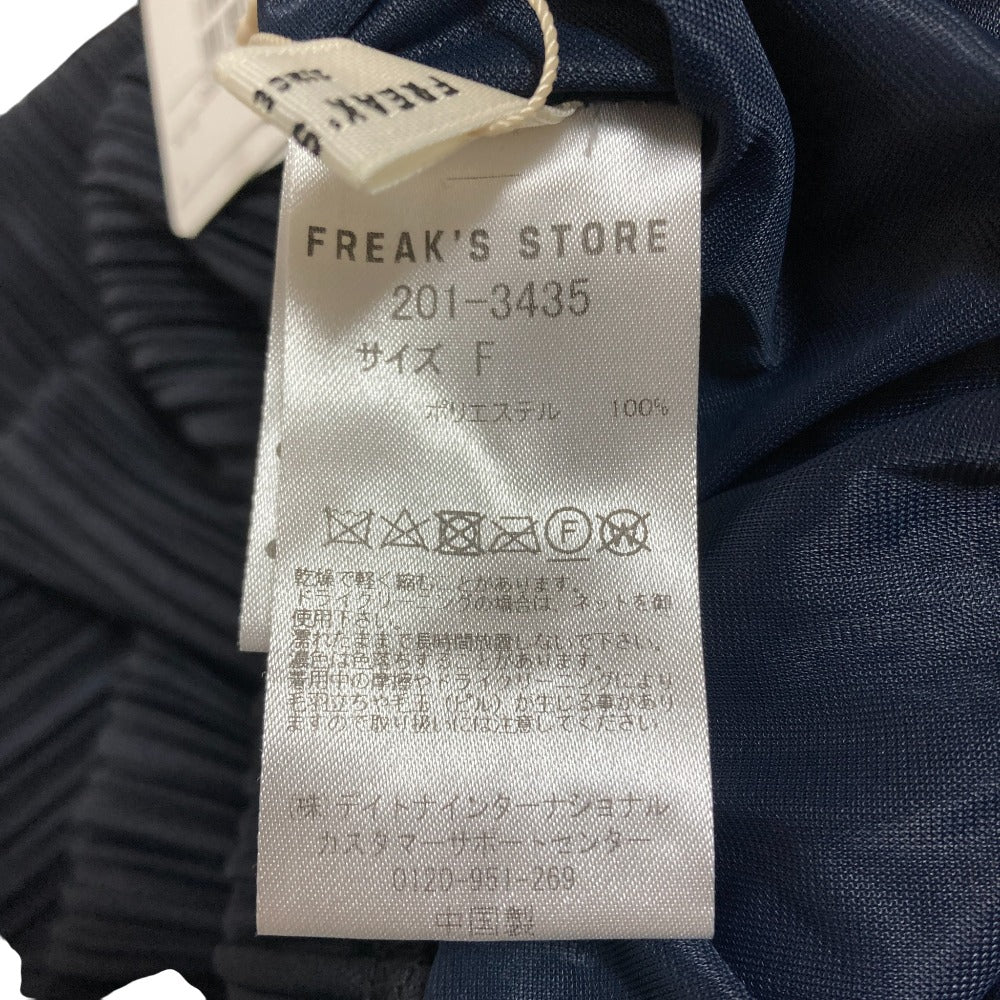 FREAK'S
FREAK'S STORE
201-3435
サイズ F
ポリエステル 100%
F
W
乾燥で軽く縮むことがあります。
ドライクリーニングの場合は、ネットを御
使用下さい。
濡れたままで長時間放置しないで下さい。
濃色は色落ちすることがあります。
着用中の摩擦やドライクリーニングにより
毛羽立ちや毛玉（ピル）が生じる事があり
ますので取り扱いには注意してください。
(株)デイトナインターナショナル
カスタマーサポートセンター
0120-951-269
中国製